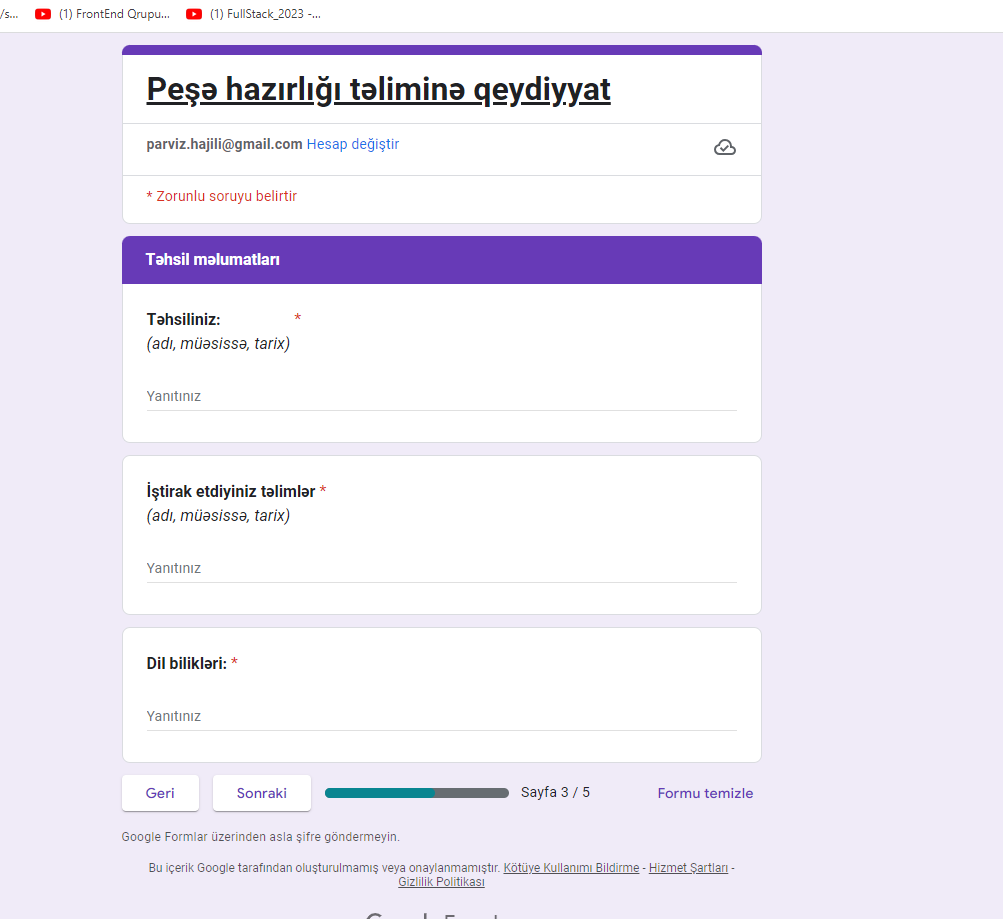 /s...
(1) FrontEnd Qrupu...
(1) FullStack_2023 -...
Peşə hazırlığı təliminə qeydiyyat
parviz.hajili@gmail.com Hesap değiştir
* Zorunlu soruyu belirtir
Təhsil məlumatları
Təhsiliniz: *
(adı, müəsissə, tarix)
Yanıtınız
İştirak etdiyiniz təlimlər *
(adı, müəsissə, tarix)
Yanıtınız
Dil bilikləri: *
Yanıtınız
Geri
Sonraki
Sayfa 3 / 5
Formu temizle
Google Formlar üzerinden asla şifre göndermeyin.
Bu içerik Google tarafından oluşturulmamış veya onaylanmamıştır. Kötüye Kullanımı Bildirme - Hizmet Şartları -
Gizlilik Politikası